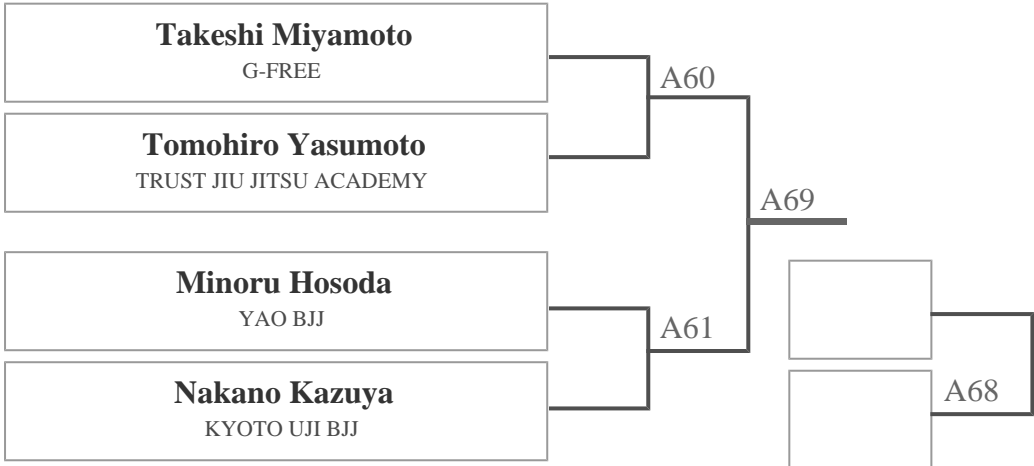 Takeshi Miyamoto
G-FREE
A60
Tomohiro Yasumoto
TRUST JIU JITSU ACADEMY
A69
Minoru Hosoda
YAO BJJ
A61
Nakano Kazuya
KYOTO UJI BJJ
A68